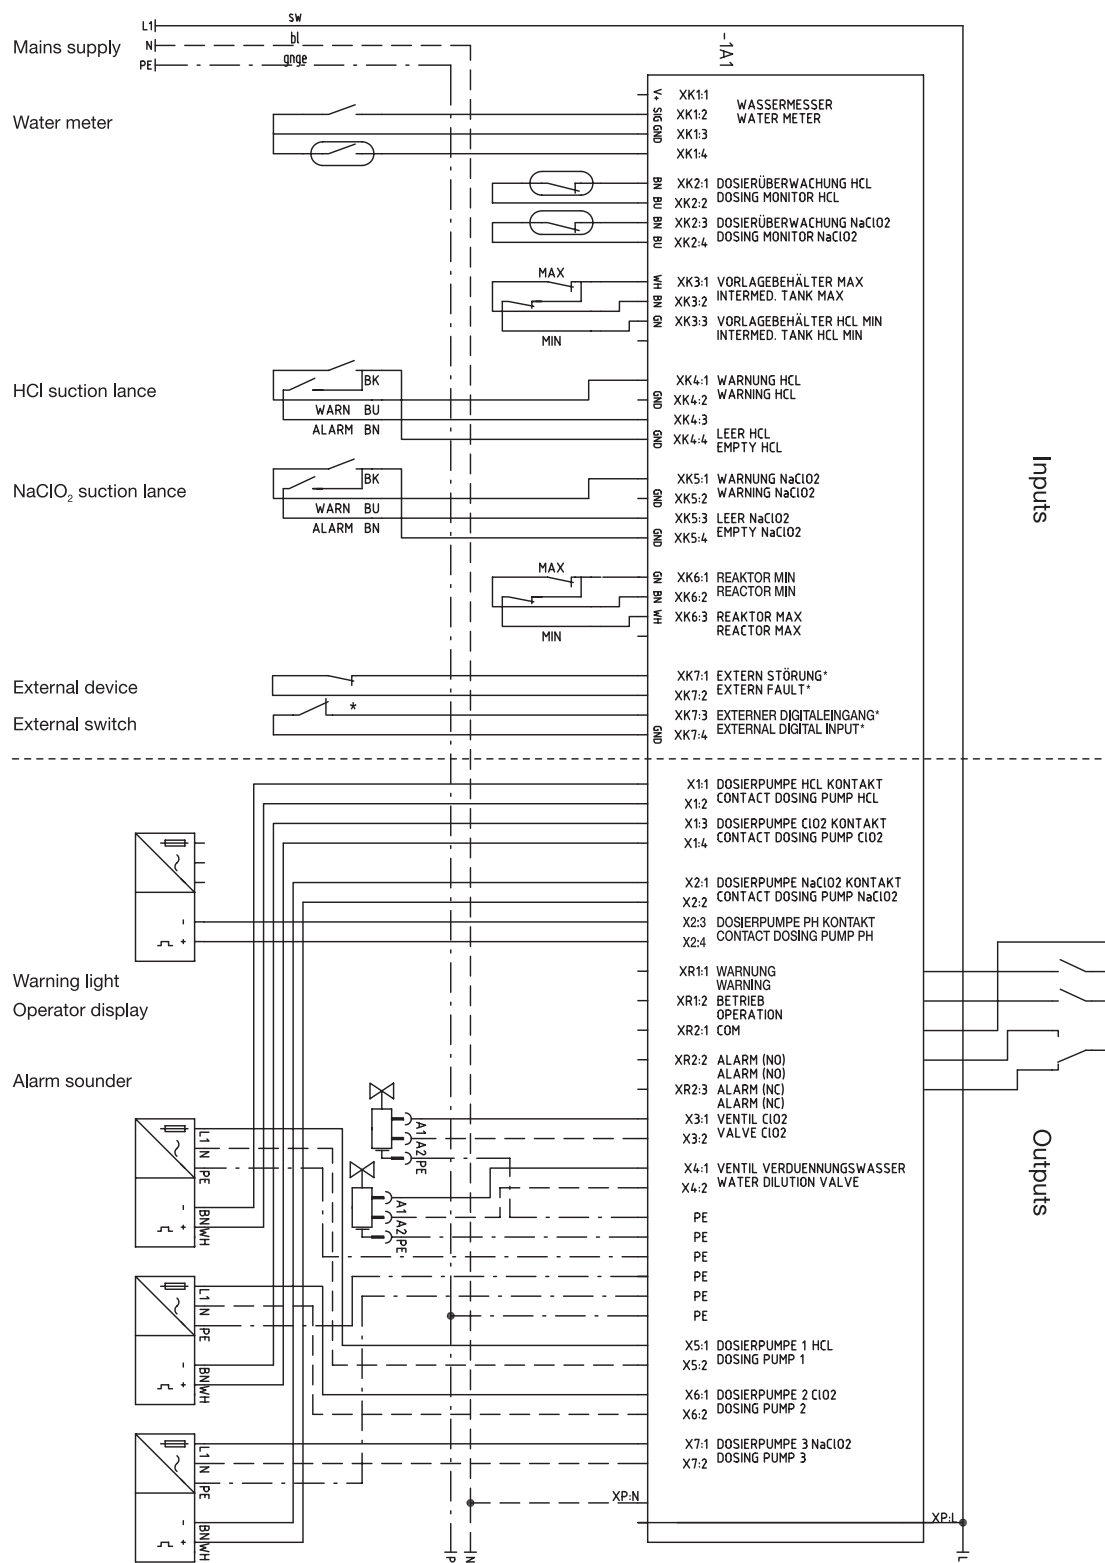 L1 sw
Mains supply N bl
PE gnge
-1A1
V+ XK1:1
Water meter SIG XK1:2 WASSERMESSER
GND XK1:3 WATER METER
XK1:4
BN XK2:1 DOSIERÜBERWACHUNG HCL
BU XK2:2 DOSING MONITOR HCL
BN XK2:3 DOSIERÜBERWACHUNG NaClO2
BU XK2:4 DOSING MONITOR NaClO2
MAX WH XK3:1 VORLAGEBEHÄLTER MAX
BN XK3:2 INTERMED. TANK MAX
GN XK3:3 VORLAGEBEHÄLTER HCL MIN
MIN INTERMED. TANK HCL MIN
HCl suction lance BK XK4:1 WARNUNG HCL
GND XK4:2 WARNING HCL
WARN BU XK4:3
ALARM BN GND XK4:4 LEER HCL
EMPTY HCL
Inputs
NaClO2 suction lance BK XK5:1 WARNUNG NaClO2
GND XK5:2 WARNING NaClO2
WARN BU XK5:3 LEER NaClO2
ALARM BN GND XK5:4 EMPTY NaClO2
MAX GN XK6:1 REAKTOR MIN
BN XK6:2 REACTOR MIN
WH XK6:3 REAKTOR MAX
MIN REACTOR MAX
External device XK7:1 EXTERN STÖRUNG*
XK7:2 EXTERN FAULT*
External switch * XK7:3 EXTERNER DIGITALEINGANG*
GND XK7:4 EXTERNAL DIGITAL INPUT*
X1:1 DOSIERPUMPE HCL KONTAKT
X1:2 CONTACT DOSING PUMP HCL
X1:3 DOSIERPUMPE ClO2 KONTAKT
X1:4 CONTACT DOSING PUMP ClO2
X2:1 DOSIERPUMPE NaClO2 KONTAKT
X2:2 CONTACT DOSING PUMP NaClO2
- X2:3 DOSIERPUMPE PH KONTAKT
+ X2:4 CONTACT DOSING PUMP PH
Warning light XR1:1 WARNUNG
WARNING
Operator display XR1:2 BETRIEB
OPERATION
XR2:1 COM
XR2:2 ALARM (NO)
ALARM (NO)
Alarm sounder XR2:3 ALARM (NC)
ALARM (NC)
A1 A2 PE X3:1 VENTIL ClO2
X3:2 VALVE ClO2
L1 N PE
Outputs
X4:1 VENTIL VERDUENNUNGSWASSER
X4:2 WATER DILUTION VALVE
A1 A2 PE
- + BN WH
PE
PE
PE
PE
PE
PE
L1 N PE
X5:1 DOSIERPUMPE 1 HCL
X5:2 DOSING PUMP 1
- + BN WH
X6:1 DOSIERPUMPE 2 ClO2
X6:2 DOSING PUMP 2
L1 N PE
X7:1 DOSIERPUMPE 3 NaClO2
X7:2 DOSING PUMP 3
XP:N
- + BN WH
XP:L
P N L